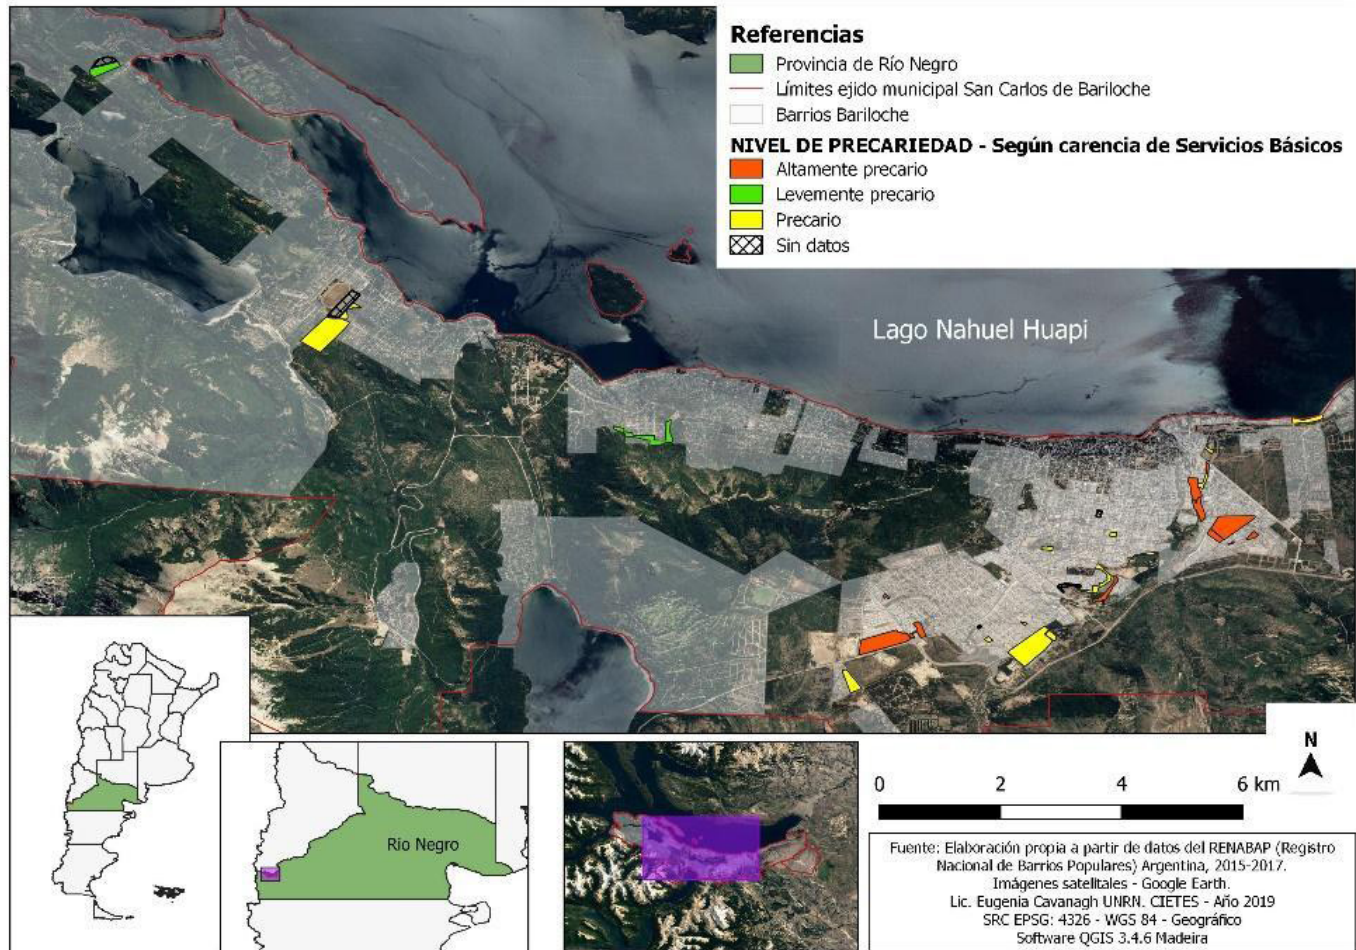 Referencias
Provincia de Río Negro
Límites ejido municipal San Carlos de Bariloche
Barrios Bariloche
NIVEL DE PRECARIEDAD - Según carencia de Servicios Básicos
Altamente precario
Levemente precario
Precario
Sin datos
Lago Nahuel Huapi
Río Negro
N
0 2 4 6 km
Fuente: Elaboración propia a partir de datos del RENABAP (Registro
Nacional de Barrios Populares) Argentina, 2015-2017.
Imágenes satelitales - Google Earth.
Lic. Eugenia Cavanagh UNRN. CIETES - Año 2019
SRC EPSG: 4326 - WGS 84 - Geográfico
Software QGIS 3.4.6 Madeira